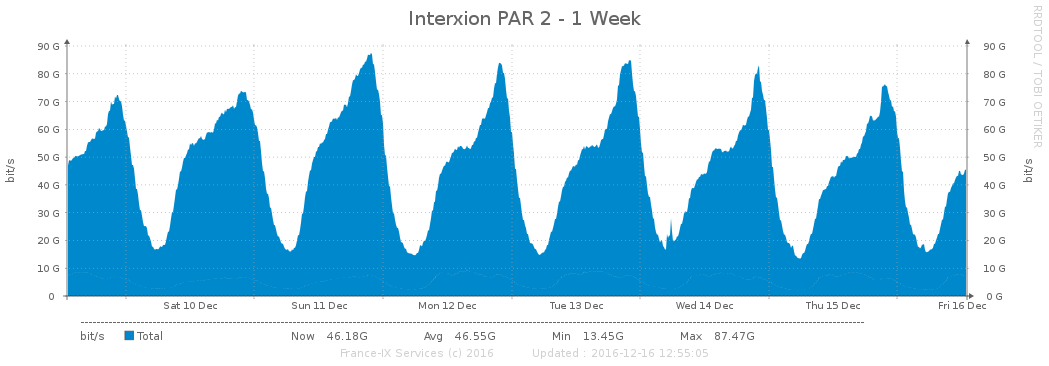 Interxion PAR 2 - 1 Week
RRDTOOL / TOBI OETIKER
90 G 90 G
80 G 80 G
70 G 70 G
60 G 60 G
50 G 50 G
40 G 40 G
30 G 30 G
20 G 20 G
10 G 10 G
0 0 G
bit/s
bit/s
Sat 10 Dec Sun 11 Dec Mon 12 Dec Tue 13 Dec Wed 14 Dec Thu 15 Dec Fri 16 Dec
bit/s Total Now 46.18G Avg 46.55G Min 13.45G Max 87.47G
France-IX Services (c) 2016 Updated : 2016-12-16 12:55:05